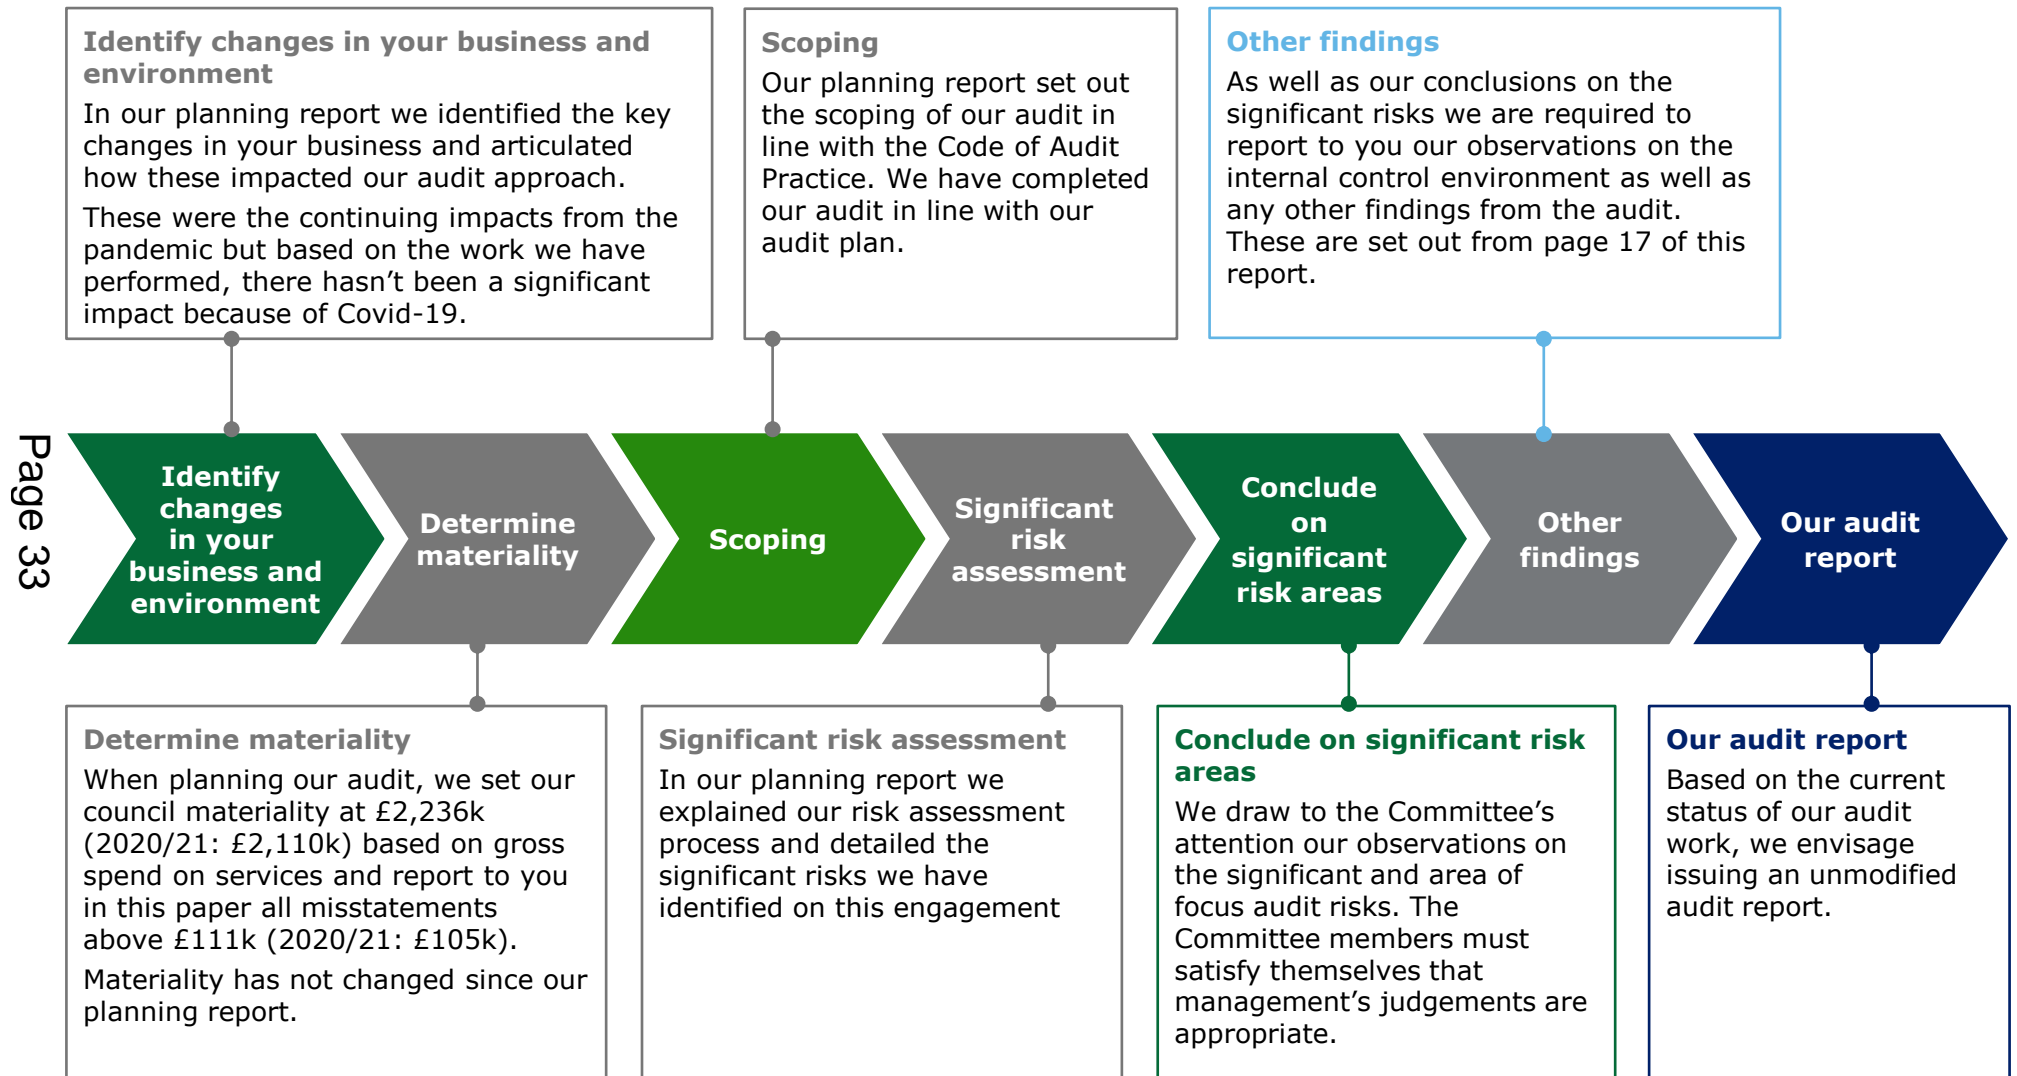 Identify changes in your business and
environment
In our planning report we identified the key
changes in your business and articulated
how these impacted our audit approach.
These were the continuing impacts from the
pandemic but based on the work we have
performed, there hasn’t been a significant
impact because of Covid-19.
Scoping
Our planning report set out
the scoping of our audit in
line with the Code of Audit
Practice. We have completed
our audit in line with our
audit plan.
Other findings
As well as our conclusions on the
significant risks we are required to
report to you our observations on the
internal control environment as well as
any other findings from the audit.
These are set out from page 17 of this
report.
Page 33
Identify
changes
in your
business and
environment
Determine
materiality
Scoping
Significant
risk
assessment
Conclude
on
significant
risk areas
Other
findings
Our audit
report
Determine materiality
When planning our audit, we set our
council materiality at £2,236k
(2020/21: £2,110k) based on gross
spend on services and report to you
in this paper all misstatements
above £111k (2020/21: £105k).
Materiality has not changed since our
planning report.
Significant risk assessment
In our planning report we
explained our risk assessment
process and detailed the
significant risks we have
identified on this engagement
Conclude on significant risk
areas
We draw to the Committee’s
attention our observations on
the significant and area of
focus audit risks. The
Committee members must
satisfy themselves that
management’s judgements are
appropriate.
Our audit report
Based on the current
status of our audit
work, we envisage
issuing an unmodified
audit report.